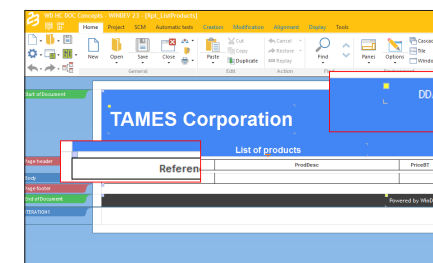 WD HC DOC Concepts - WINDEV 23 - [Rpt_ListProducts]
Home Project SCM Automatic tests Creation Modification Alignment Display Tools
Cut
Cancel
Copy
Restore
Tile
New Open Save Close Paste Duplicate Replay Find Panes Options
General Edit Action
Start of Document
DD
TAMES Corporation
List of products
Page header
Referen
ProdDesc
PriceBT
Body
Page footer
End of Document
Powered by WinD
ITERATION1